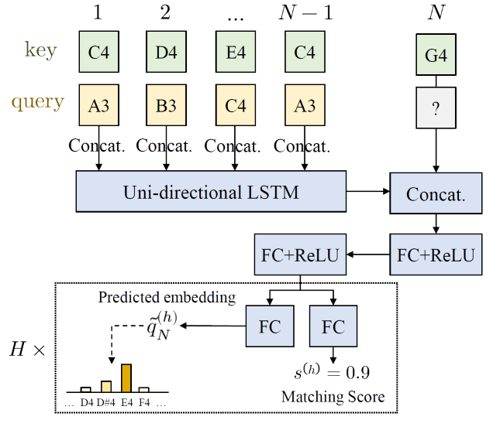 1 2 ... N − 1 N
key C4 D4 E4 C4 G4
query A3 B3 C4 A3 ?
Concat. Concat. Concat. Concat.
Uni-directional LSTM Concat.
FC+ReLU FC+ReLU
Predicted embedding
H × q̃_N^(h) FC FC
s^(h) = 0.9
... D4 D#4 E4 F4 ...
Matching Score